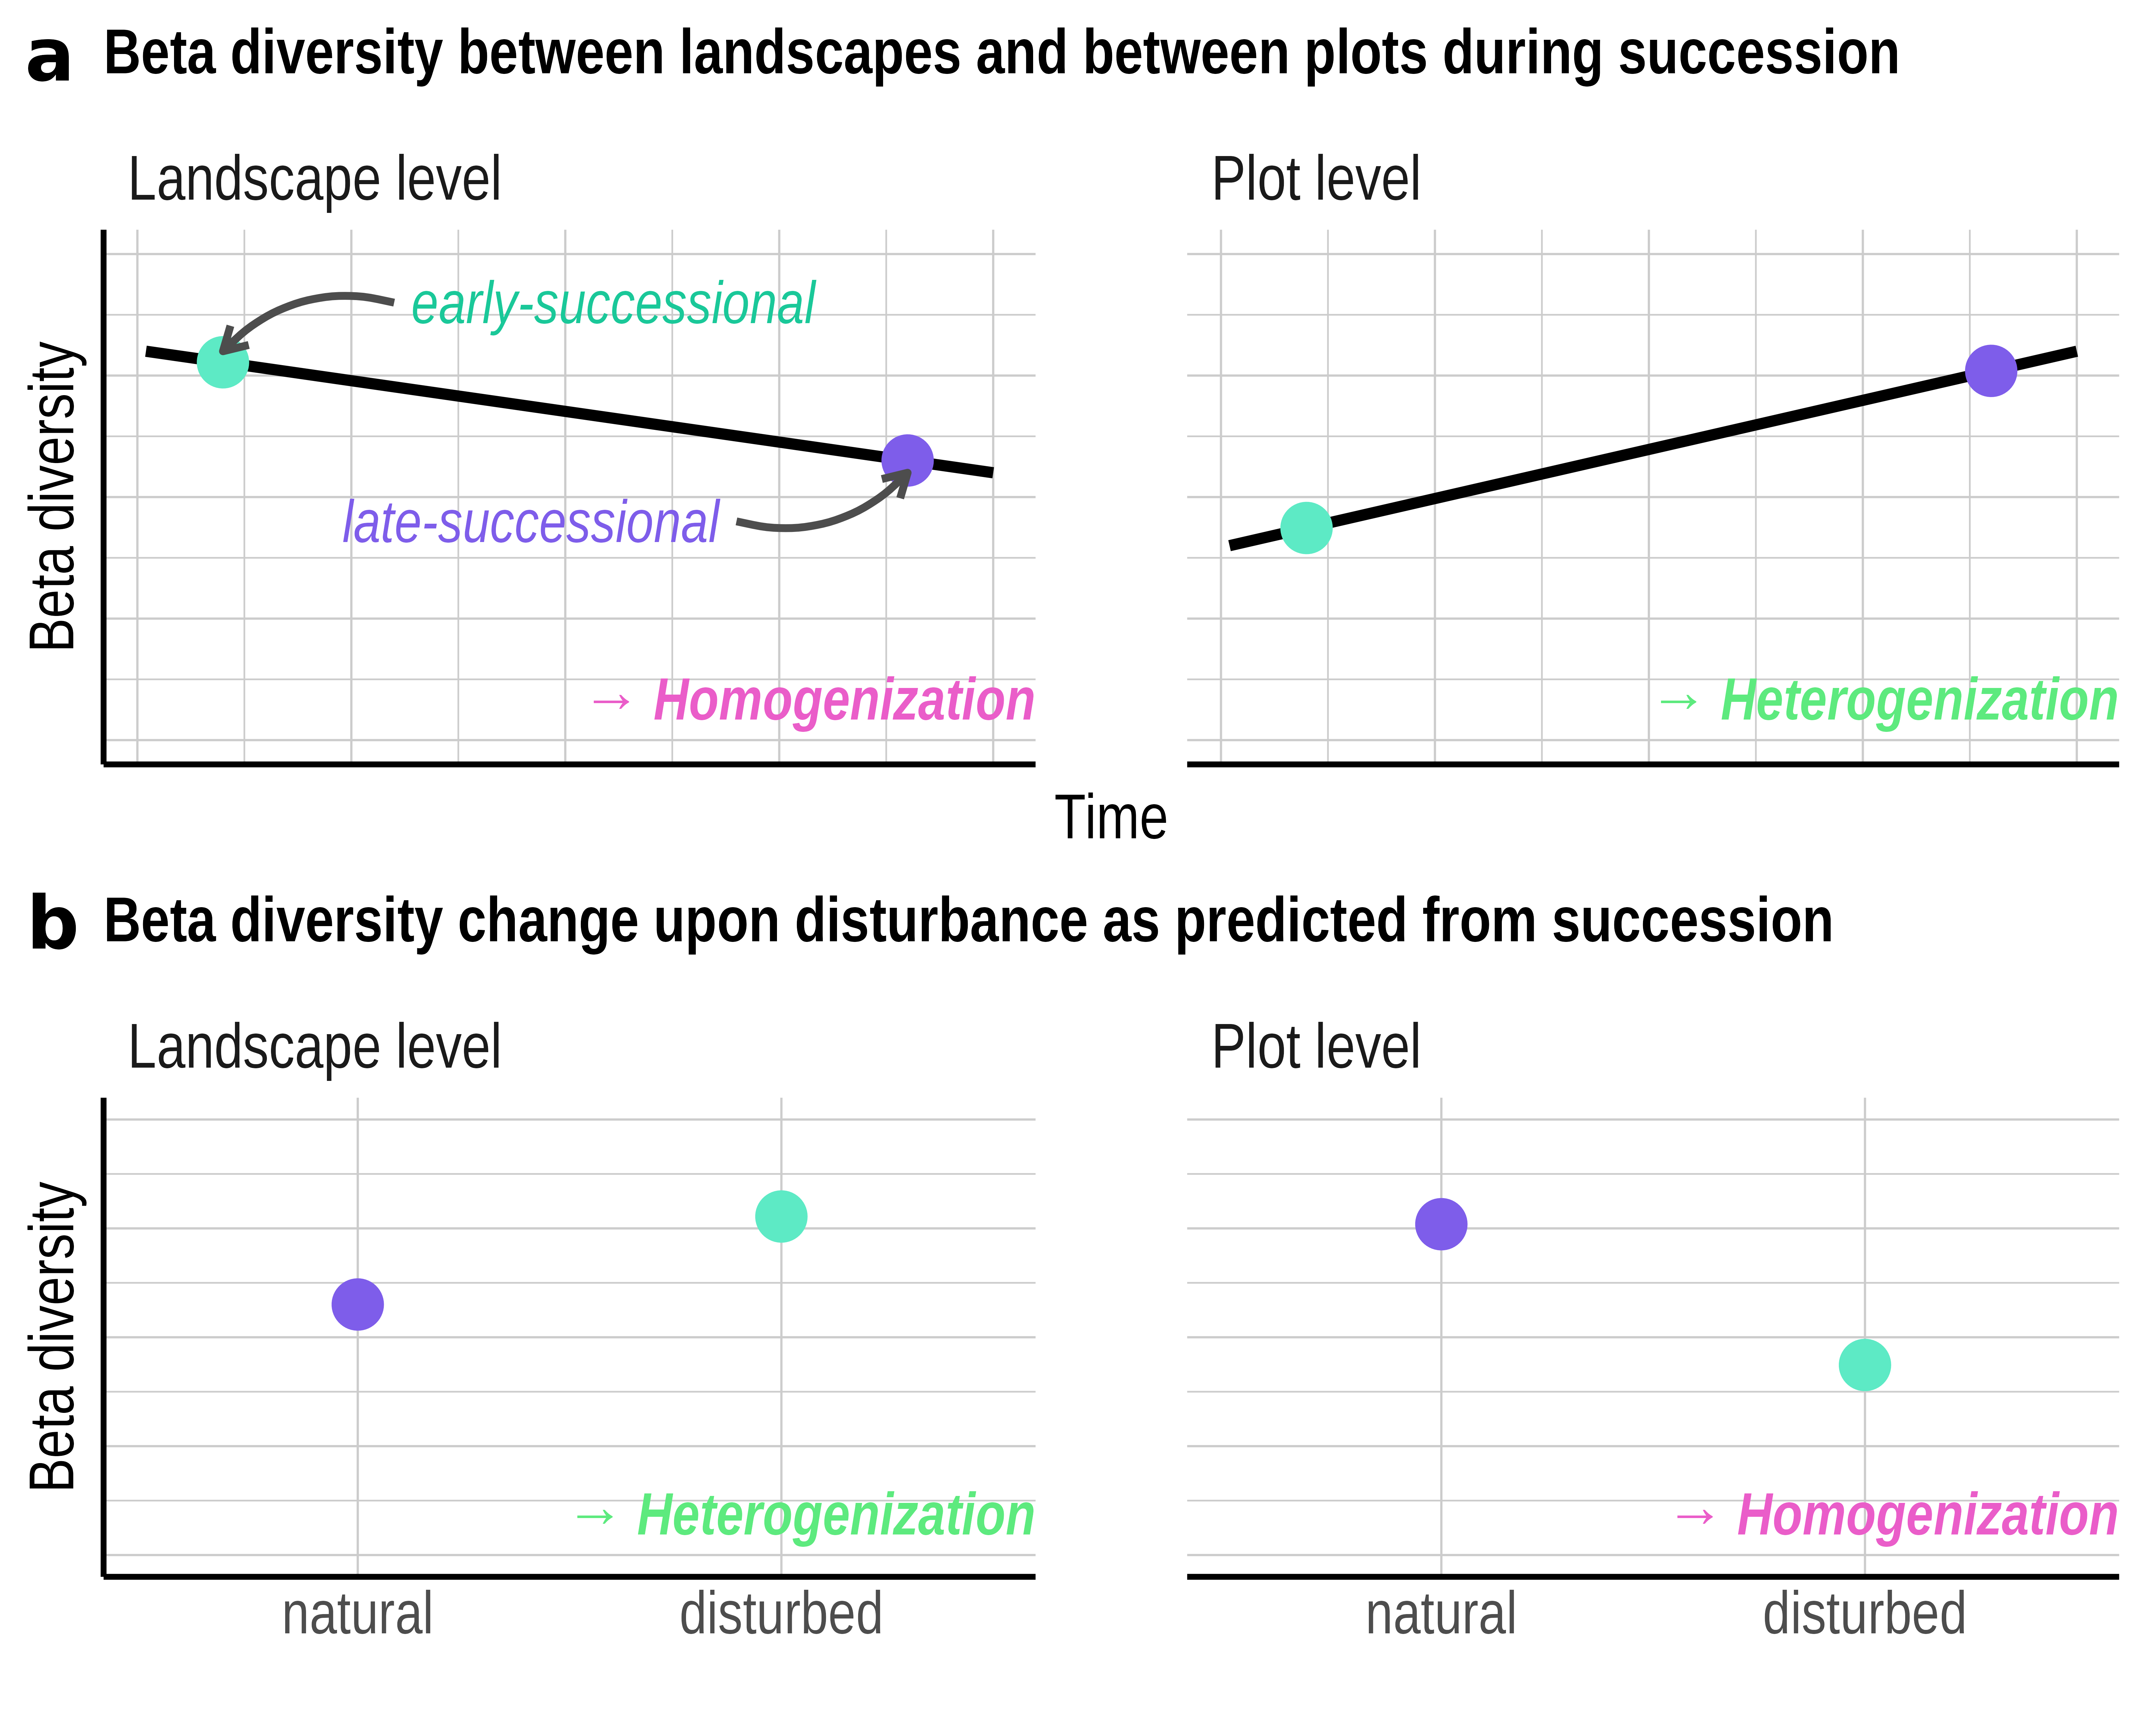 a Beta diversity between landscapes and between plots during succession
Landscape level
Plot level
Beta diversity
early-successional
late-successional
→ Homogenization
→ Heterogenization
Time
b Beta diversity change upon disturbance as predicted from succession
Landscape level
Plot level
Beta diversity
→ Heterogenization
→ Homogenization
natural disturbed
natural disturbed